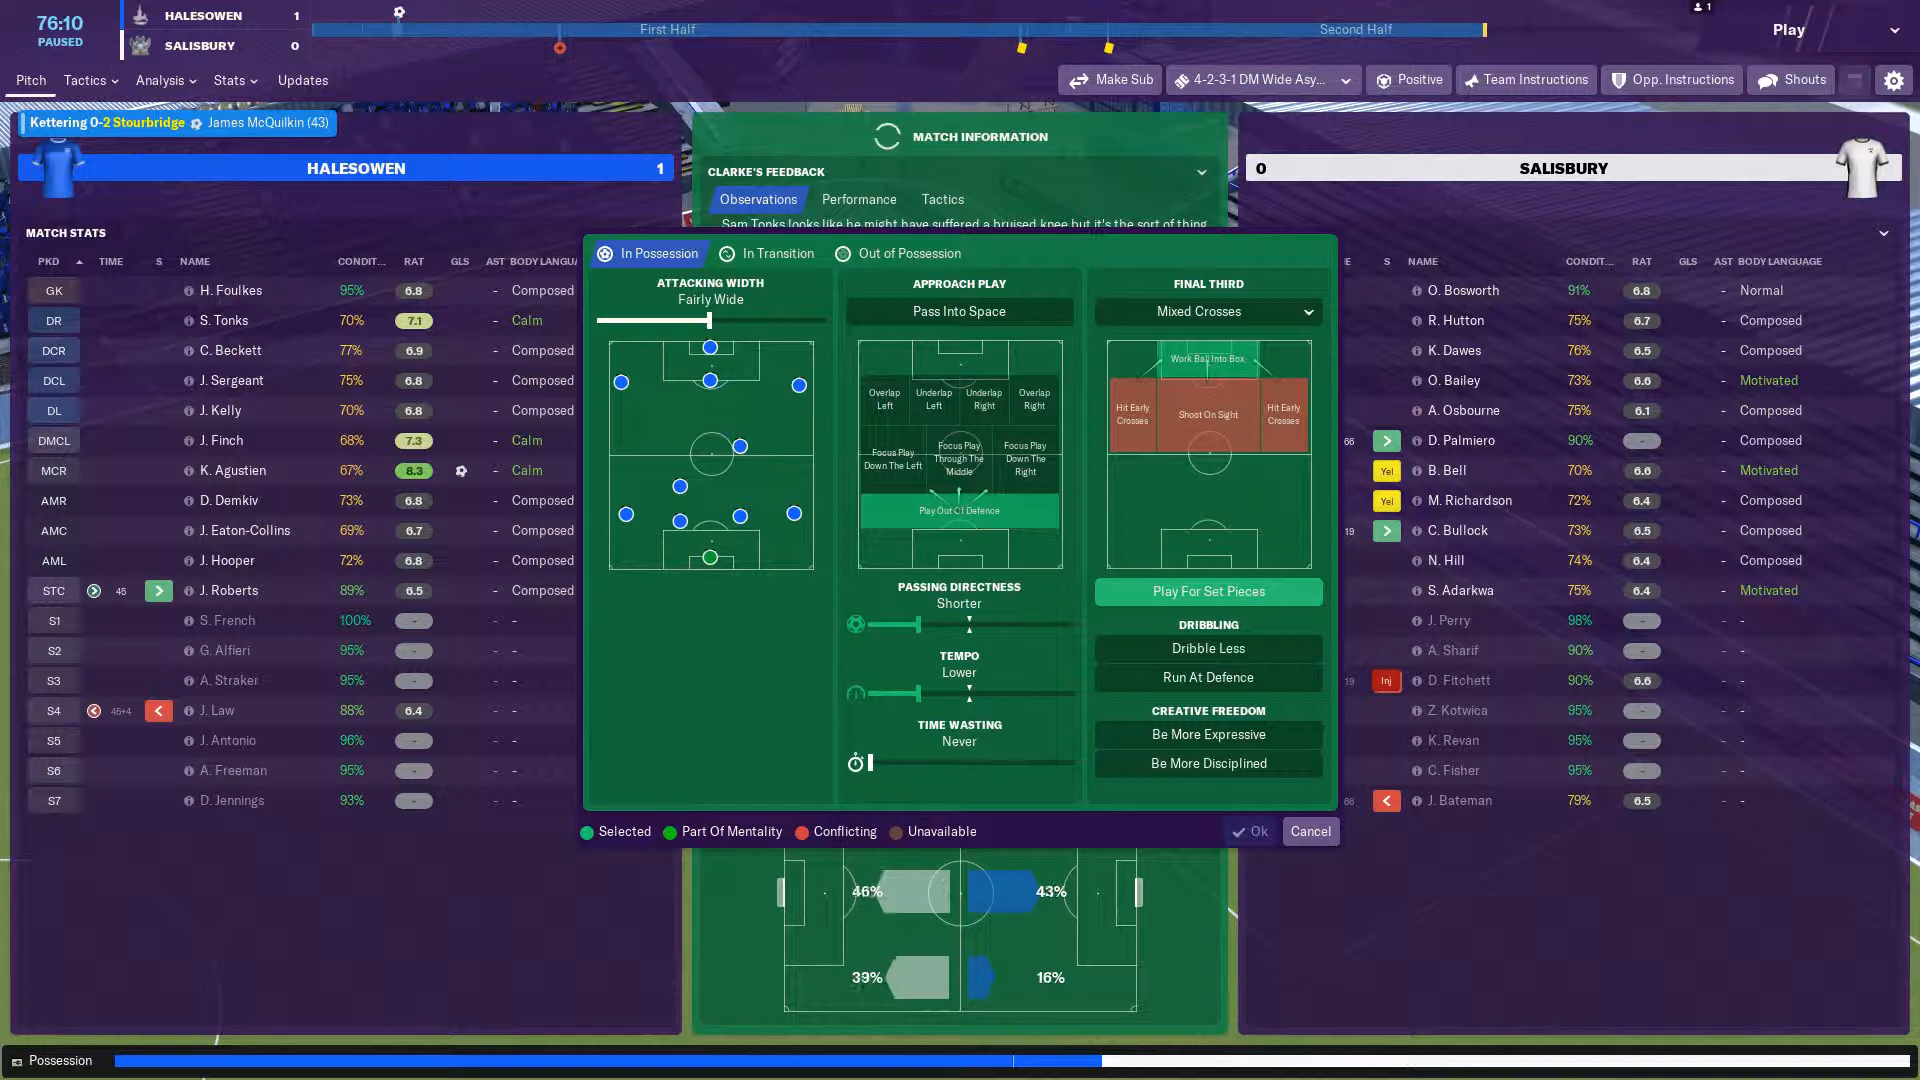 76:10
PAUSED
HALESOWEN 1
SALISBURY 0
First Half
Second Half
1
Play
Pitch Tactics Analysis Stats Updates
Make Sub 4-2-3-1 DM Wide Asy... Positive Team Instructions Opp. Instructions Shouts
Kettering 0-2 Stourbridge James McQuilkin (43)
HALESOWEN 1
MATCH STATS
PKD TIME S NAME CONDIT... RAT GLS AST BODY LANGUA
GK H. Foulkes 95% 6.8 - Composed
DR S. Tonks 70% 7.1 - Calm
DCR C. Beckett 77% 6.9 - Composed
DCL J. Sergeant 75% 6.8 - Composed
DL J. Kelly 70% 6.8 - Composed
DMCL J. Finch 68% 7.3 - Calm
MCR K. Agustien 67% 8.3 - Calm
AMR D. Demkiv 73% 6.8 - Composed
AMC J. Eaton-Collins 69% 6.7 - Composed
AML J. Hooper 72% 6.8 - Composed
STC 45 J. Roberts 89% 6.5 - Composed
S1 S. French 100% - - -
S2 G. Alfieri 95% - - -
S3 A. Straker 95% - - -
S4 45+4 J. Law 88% 6.4 - -
S5 J. Antonio 96% - - -
S6 A. Freeman 95% - - -
S7 D. Jennings 93% - - -
MATCH INFORMATION
CLARKE'S FEEDBACK
Observations Performance Tactics
Sam Tonks looks like he might have suffered a bruised knee but it's the sort of thing
In Possession In Transition Out of Possession
ATTACKING WIDTH
Fairly Wide
APPROACH PLAY
Pass Into Space
Overlap Left
Underlap Left
Underlap Right
Overlap Right
Focus Play Down The Left
Focus Play Through The Middle
Focus Play Down The Right
Play Out Of Defence
PASSING DIRECTNESS
Shorter
TEMPO
Lower
TIME WASTING
Never
FINAL THIRD
Mixed Crosses
Work Ball Into Box
Hit Early Crosses
Shoot On Sight
Hit Early Crosses
Play For Set Pieces
DRIBBLING
Dribble Less
Run At Defence
CREATIVE FREEDOM
Be More Expressive
Be More Disciplined
Selected Part Of Mentality Conflicting Unavailable
Ok Cancel
46% 43%
39% 16%
0 SALISBURY
E S NAME CONDIT... RAT GLS AST BODY LANGUAGE
O. Bosworth 91% 6.8 - Normal
R. Hutton 75% 6.7 - Composed
K. Dawes 76% 6.5 - Composed
O. Bailey 73% 6.6 - Motivated
A. Osbourne 75% 6.1 - Composed
66 D. Palmiero 90% - - Composed
Yel B. Bell 70% 6.6 - Motivated
Yel M. Richardson 72% 6.4 - Composed
19 C. Bullock 73% 6.5 - Composed
N. Hill 74% 6.4 - Composed
S. Adarkwa 75% 6.4 - Motivated
J. Perry 98% - - -
A. Sharif 90% - - -
19 Inj D. Fitchett 90% 6.6 - -
Z. Kotwica 95% - - -
K. Revan 95% - - -
C. Fisher 95% - - -
66 J. Bateman 79% 6.5 - -
Possession